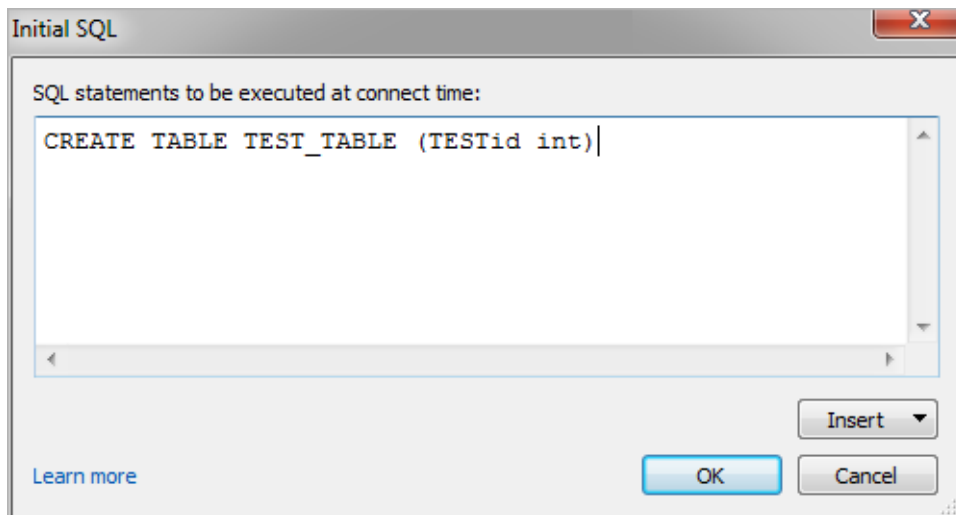 Initial SQL
SQL statements to be executed at connect time:
CREATE TABLE TEST_TABLE (TESTid int)
Insert
Learn more
OK
Cancel